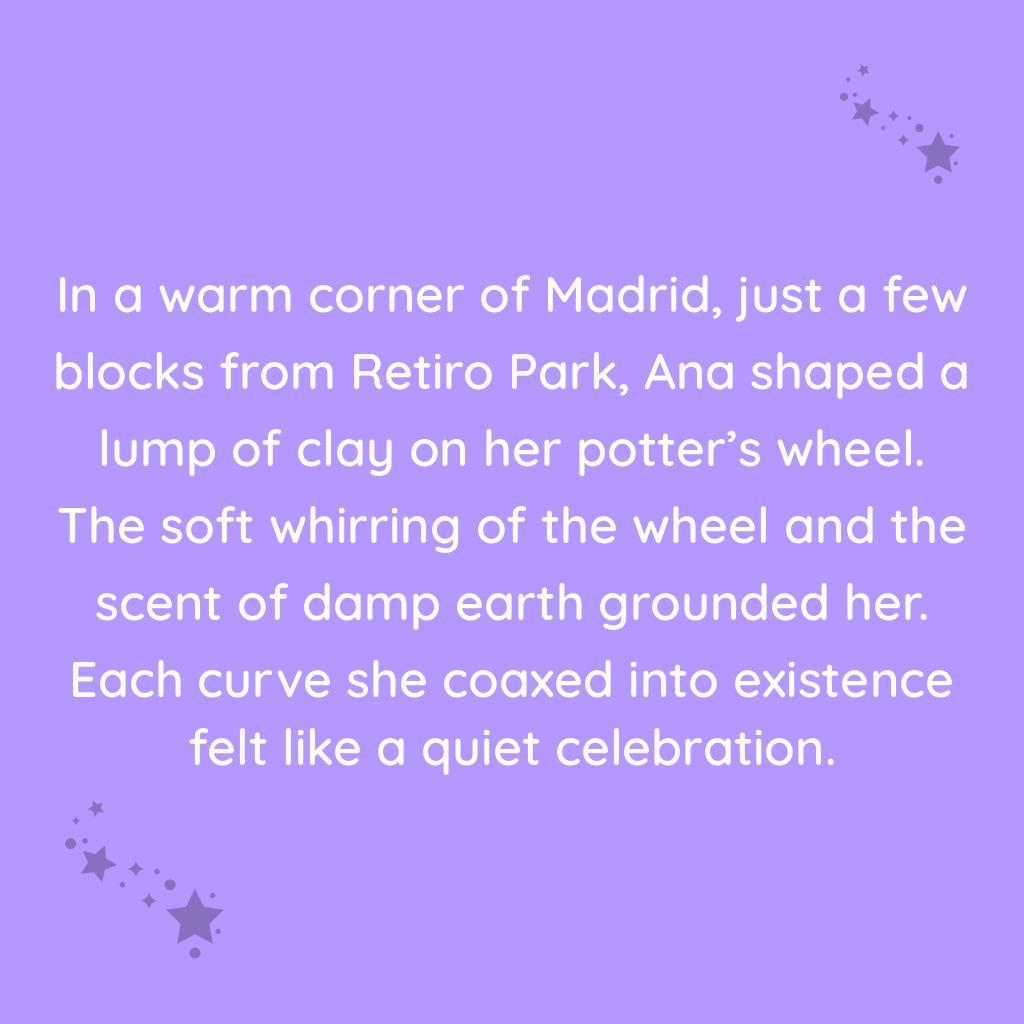 In a warm corner of Madrid, just a few
blocks from Retiro Park, Ana shaped a
lump of clay on her potter’s wheel.
The soft whirring of the wheel and the
scent of damp earth grounded her.
Each curve she coaxed into existence
felt like a quiet celebration.